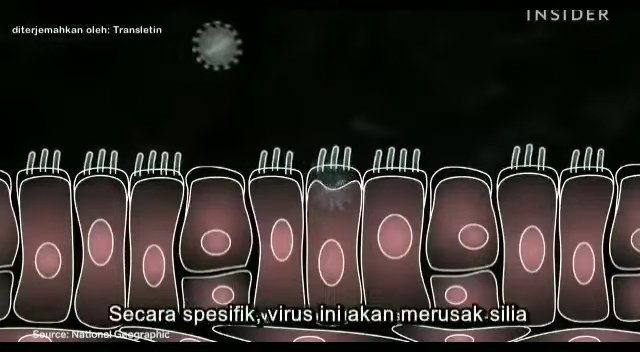 INSIDER
diterjemahkan oleh: Transletin
Secara spesifik, virus ini akan merusak silia
Source: National Geographic